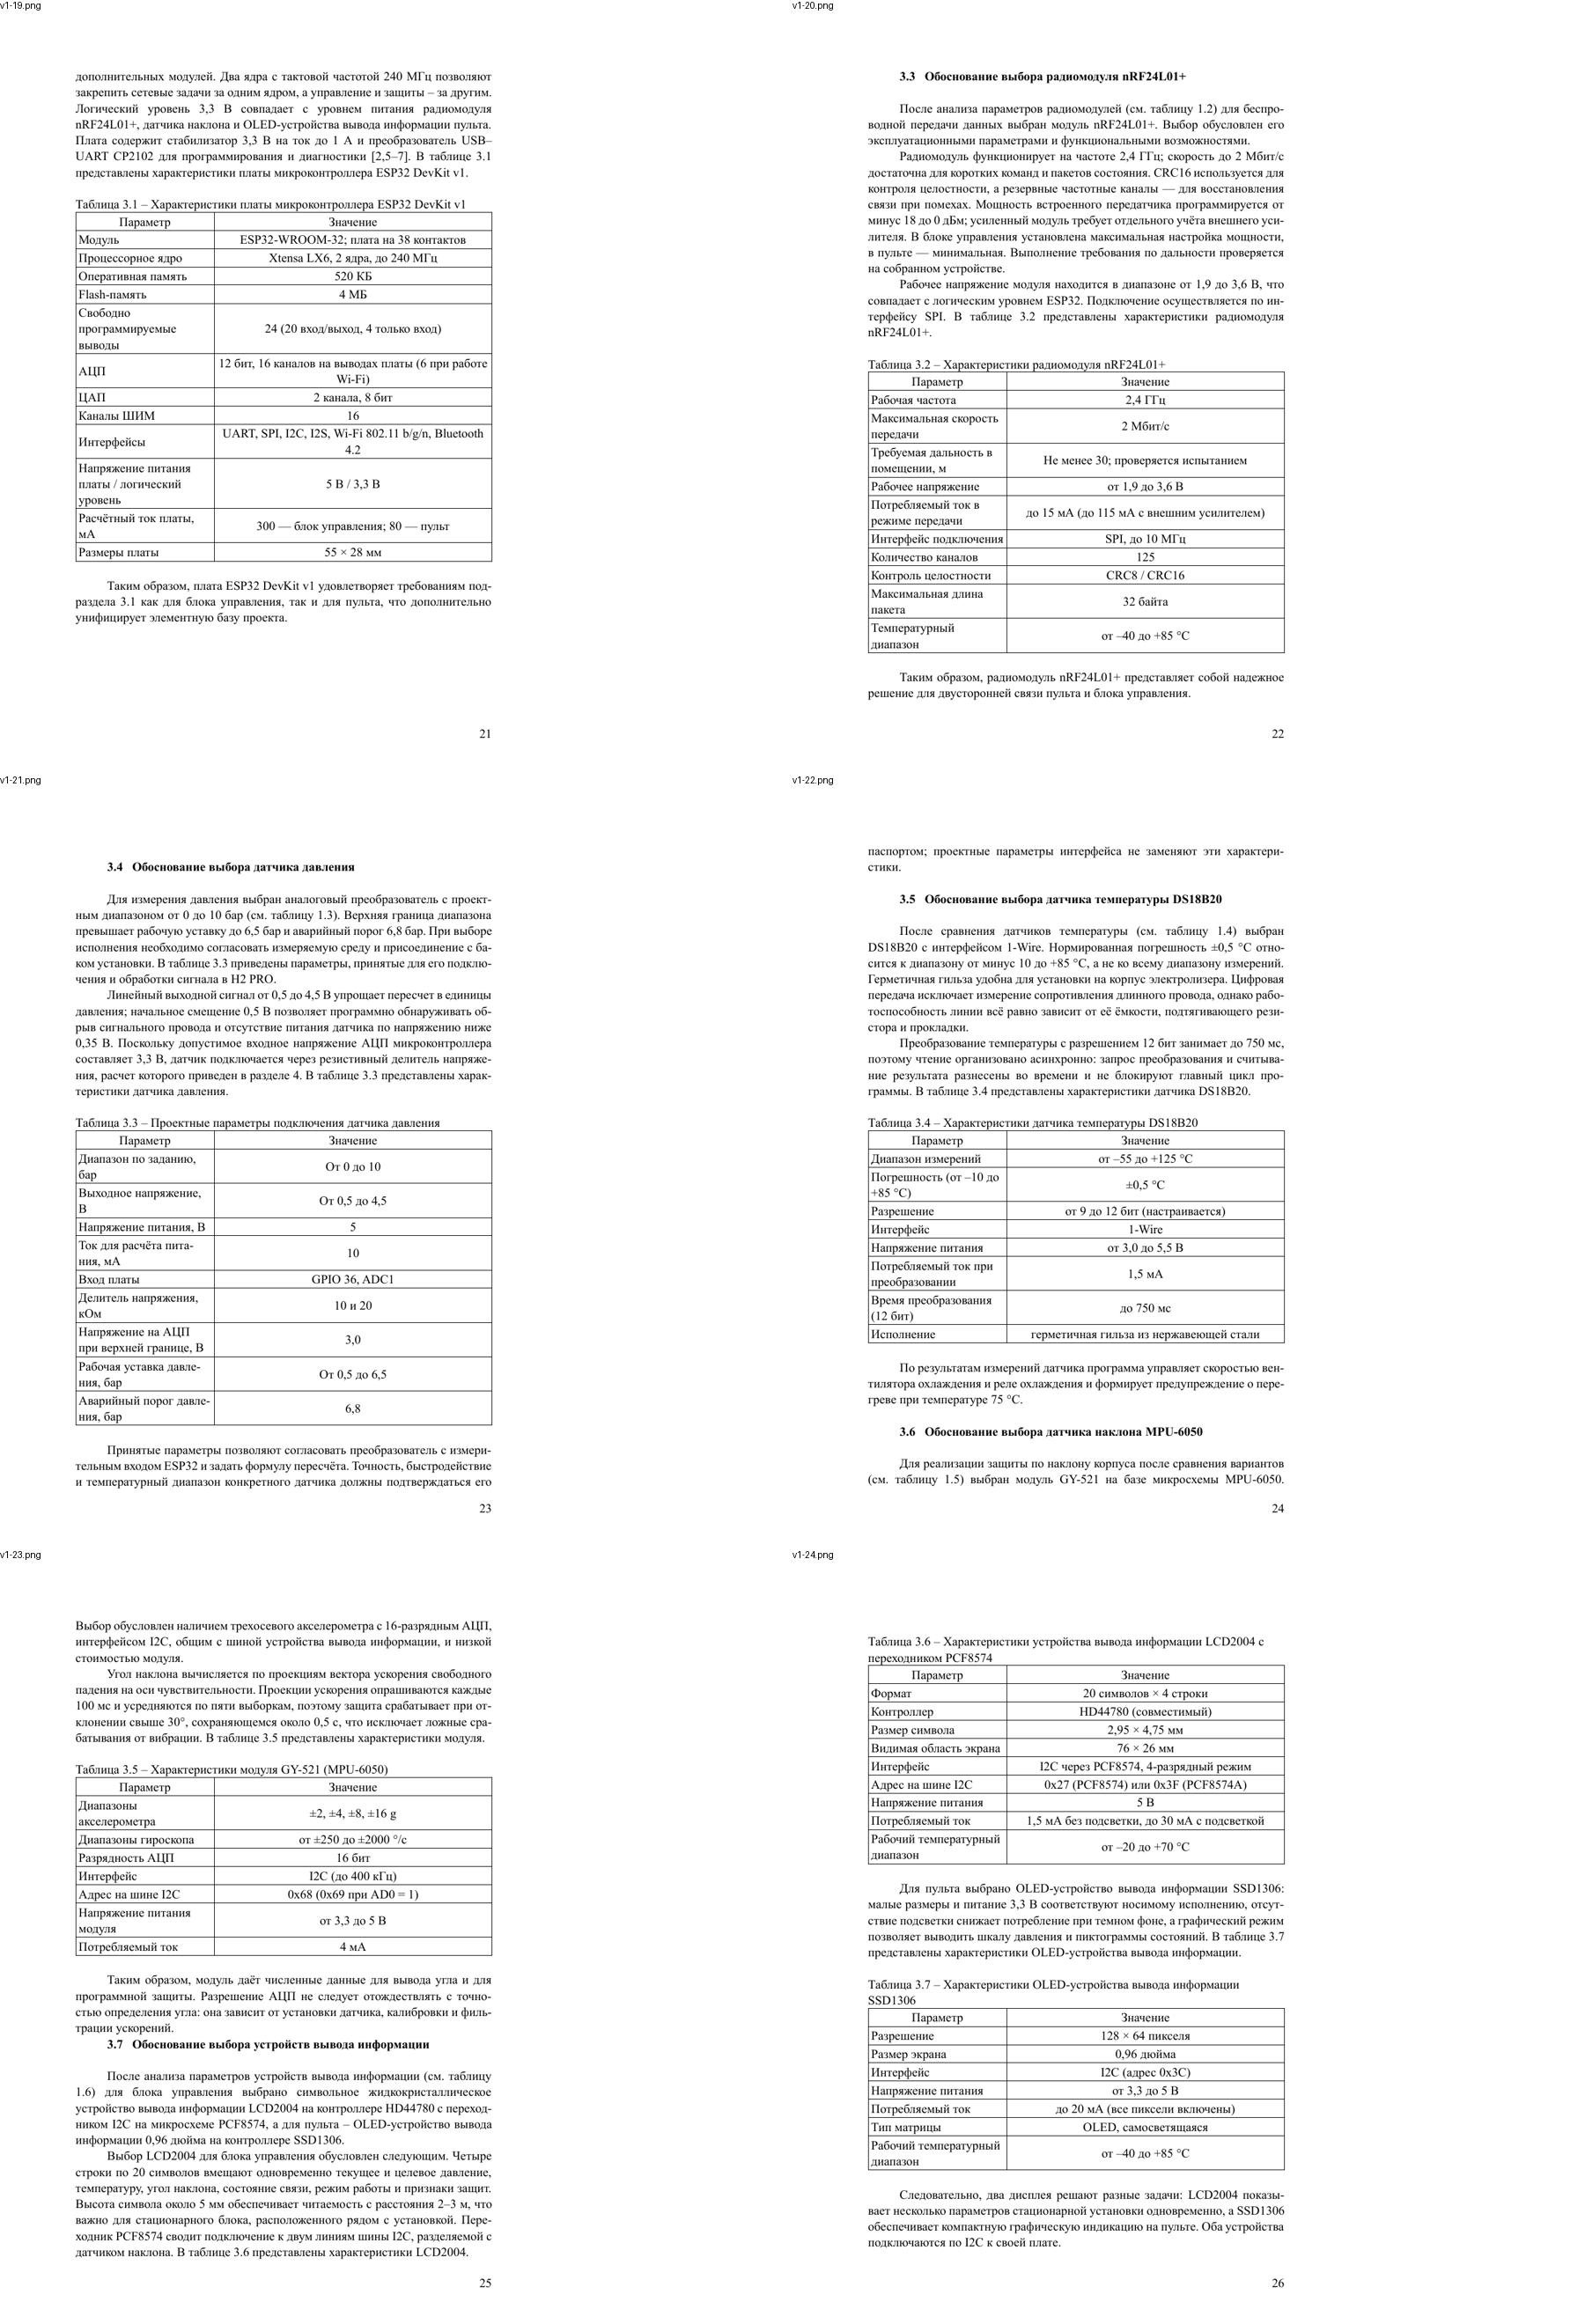 v1-19.png
дополнительных модулей. Два ядра с тактовой частотой 240 МГц позволяют
закрепить сетевые задачи за одним ядром, а управление и защиты – за другим.
Логический уровень 3,3 В совпадает с уровнем питания радиомодуля
nRF24L01+, датчика наклона и OLED-устройства вывода информации пульта.
Плата содержит стабилизатор 3,3 В на ток до 1 А и преобразователь USB–
UART CP2102 для программирования и диагностики [2,5–7]. В таблице 3.1
представлены характеристики платы микроконтроллера ESP32 DevKit v1.
Таблица 3.1 – Характеристики платы микроконтроллера ESP32 DevKit v1
Параметр Значение
Модуль ESP32-WROOM-32; плата на 38 контактов
Процессорное ядро Xtensa LX6, 2 ядра, до 240 МГц
Оперативная память 520 КБ
Flash-память 4 МБ
Свободно
программируемые
выводы
24 (20 вход/выход, 4 только вход)
АЦП
12 бит, 16 каналов на выводах платы (6 при работе
Wi-Fi)
ЦАП 2 канала, 8 бит
Каналы ШИМ 16
Интерфейсы
UART, SPI, I2C, I2S, Wi-Fi 802.11 b/g/n, Bluetooth
4.2
Напряжение питания
платы / логический
уровень
5 В / 3,3 В
Расчётный ток платы,
мА
300 — блок управления; 80 — пульт
Размеры платы 55 × 28 мм
Таким образом, плата ESP32 DevKit v1 удовлетворяет требованиям под-
раздела 3.1 как для блока управления, так и для пульта, что дополнительно
унифицирует элементную базу проекта.
21
v1-20.png
3.3 Обоснование выбора радиомодуля nRF24L01+
После анализа параметров радиомодулей (см. таблицу 1.2) для беспро-
водной передачи данных выбран модуль nRF24L01+. Выбор обусловлен его
эксплуатационными параметрами и функциональными возможностями.
Радиомодуль функционирует на частоте 2,4 ГГц; скорость до 2 Мбит/с
достаточна для коротких команд и пакетов состояния. CRC16 используется для
контроля целостности, а резервные частотные каналы — для восстановления
связи при помехах. Мощность встроенного передатчика программируется от
минус 18 до 0 дБм; усиленный модуль требует отдельного учёта внешнего уси-
лителя. В блоке управления установлена максимальная настройка мощности,
в пульте — минимальная. Выполнение требования по дальности проверяется
на собранном устройстве.
Рабочее напряжение модуля находится в диапазоне от 1,9 до 3,6 В, что
совпадает с логическим уровнем ESP32. Подключение осуществляется по ин-
терфейсу SPI. В таблице 3.2 представлены характеристики радиомодуля
nRF24L01+.
Таблица 3.2 – Характеристики радиомодуля nRF24L01+
Параметр Значение
Рабочая частота 2,4 ГГц
Максимальная скорость
передачи
2 Мбит/с
Требуемая дальность в
помещении, м
Не менее 30; проверяется испытанием
Рабочее напряжение от 1,9 до 3,6 В
Потребляемый ток в
режиме передачи
до 15 мА (до 115 мА с внешним усилителем)
Интерфейс подключения SPI, до 10 МГц
Количество каналов 125
Контроль целостности CRC8 / CRC16
Максимальная длина
пакета
32 байта
Температурный
диапазон
от –40 до +85 °C
Таким образом, радиомодуль nRF24L01+ представляет собой надежное
решение для двусторонней связи пульта и блока управления.
22
v1-21.png
3.4 Обоснование выбора датчика давления
Для измерения давления выбран аналоговый преобразователь с проект-
ным диапазоном от 0 до 10 бар (см. таблицу 1.3). Верхняя граница диапазона
превышает рабочую уставку до 6,5 бар и аварийный порог 6,8 бар. При выборе
исполнения необходимо согласовать измеряемую среду и присоединение с ба-
ком установки. В таблице 3.3 приведены параметры, принятые для его подклю-
чения и обработки сигнала в H2 PRO.
Линейный выходной сигнал от 0,5 до 4,5 В упрощает пересчет в единицы
давления; начальное смещение 0,5 В позволяет программно обнаруживать об-
рыв сигнального провода и отсутствие питания датчика по напряжению ниже
0,35 В. Поскольку допустимое входное напряжение АЦП микроконтроллера
составляет 3,3 В, датчик подключается через резистивный делитель напряже-
ния, расчет которого приведен в разделе 4. В таблице 3.3 представлены харак-
теристики датчика давления.
Таблица 3.3 – Проектные параметры подключения датчика давления
Параметр Значение
Диапазон по заданию,
бар
От 0 до 10
Выходное напряжение,
В
От 0,5 до 4,5
Напряжение питания, В 5
Ток для расчёта пита-
ния, мА
10
Вход платы GPIO 36, ADC1
Делитель напряжения,
кОм
10 и 20
Напряжение на АЦП
при верхней границе, В
3,0
Рабочая уставка давле-
ния, бар
От 0,5 до 6,5
Аварийный порог давле-
ния, бар
6,8
Принятые параметры позволяют согласовать преобразователь с измери-
тельным входом ESP32 и задать формулу пересчёта. Точность, быстродействие
и температурный диапазон конкретного датчика должны подтверждаться его
23
v1-22.png
паспортом; проектные параметры интерфейса не заменяют эти характери-
стики.
3.5 Обоснование выбора датчика температуры DS18B20
После сравнения датчиков температуры (см. таблицу 1.4) выбран
DS18B20 с интерфейсом 1-Wire. Нормированная погрешность ±0,5 °C отно-
сится к диапазону от минус 10 до +85 °C, а не ко всему диапазону измерений.
Герметичная гильза удобна для установки на корпус электролизера. Цифровая
передача исключает измерение сопротивления длинного провода, однако рабо-
тоспособность линии всё равно зависит от её ёмкости, подтягивающего рези-
стора и прокладки.
Преобразование температуры с разрешением 12 бит занимает до 750 мс,
поэтому чтение организовано асинхронно: запрос преобразования и считыва-
ние результата разнесены во времени и не блокируют главный цикл про-
граммы. В таблице 3.4 представлены характеристики датчика DS18B20.
Таблица 3.4 – Характеристики датчика температуры DS18B20
Параметр Значение
Диапазон измерений от –55 до +125 °C
Погрешность (от –10 до
+85 °C)
±0,5 °C
Разрешение от 9 до 12 бит (настраивается)
Интерфейс 1-Wire
Напряжение питания от 3,0 до 5,5 В
Потребляемый ток при
преобразовании
1,5 мА
Время преобразования
(12 бит)
до 750 мс
Исполнение герметичная гильза из нержавеющей стали
По результатам измерений датчика программа управляет скоростью вен-
тилятора охлаждения и реле охлаждения и формирует предупреждение о пере-
греве при температуре 75 °C.
3.6 Обоснование выбора датчика наклона MPU-6050
Для реализации защиты по наклону корпуса после сравнения вариантов
(см. таблицу 1.5) выбран модуль GY-521 на базе микросхемы MPU-6050.
24
v1-23.png
Выбор обусловлен наличием трехосевого акселерометра с 16-разрядным АЦП,
интерфейсом I2C, общим с шиной устройства вывода информации, и низкой
стоимостью модуля.
Угол наклона вычисляется по проекциям вектора ускорения свободного
падения на оси чувствительности. Проекции ускорения опрашиваются каждые
100 мс и усредняются по пяти выборкам, поэтому защита срабатывает при от-
клонении свыше 30°, сохраняющемся около 0,5 с, что исключает ложные сра-
батывания от вибрации. В таблице 3.5 представлены характеристики модуля.
Таблица 3.5 – Характеристики модуля GY-521 (MPU-6050)
Параметр Значение
Диапазоны
акселерометра
±2, ±4, ±8, ±16 g
Диапазоны гироскопа от ±250 до ±2000 °/с
Разрядность АЦП 16 бит
Интерфейс I2C (до 400 кГц)
Адрес на шине I2C 0x68 (0x69 при AD0 = 1)
Напряжение питания
модуля
от 3,3 до 5 В
Потребляемый ток 4 мА
Таким образом, модуль даёт численные данные для вывода угла и для
программной защиты. Разрешение АЦП не следует отождествлять с точно-
стью определения угла: она зависит от установки датчика, калибровки и филь-
трации ускорений.
3.7 Обоснование выбора устройств вывода информации
После анализа параметров устройств вывода информации (см. таблицу
1.6) для блока управления выбрано символьное жидкокристаллическое
устройство вывода информации LCD2004 на контроллере HD44780 с переход-
ником I2C на микросхеме PCF8574, а для пульта – OLED-устройство вывода
информации 0,96 дюйма на контроллере SSD1306.
Выбор LCD2004 для блока управления обусловлен следующим. Четыре
строки по 20 символов вмещают одновременно текущее и целевое давление,
температуру, угол наклона, состояние связи, режим работы и признаки защит.
Высота символа около 5 мм обеспечивает читаемость с расстояния 2–3 м, что
важно для стационарного блока, расположенного рядом с установкой. Пере-
ходник PCF8574 сводит подключение к двум линиям шины I2C, разделяемой с
датчиком наклона. В таблице 3.6 представлены характеристики LCD2004.
25
v1-24.png
Таблица 3.6 – Характеристики устройства вывода информации LCD2004 с
переходником PCF8574
Параметр Значение
Формат 20 символов × 4 строки
Контроллер HD44780 (совместимый)
Размер символа 2,95 × 4,75 мм
Видимая область экрана 76 × 26 мм
Интерфейс I2C через PCF8574, 4-разрядный режим
Адрес на шине I2C 0x27 (PCF8574) или 0x3F (PCF8574A)
Напряжение питания 5 В
Потребляемый ток 1,5 мА без подсветки, до 30 мА с подсветкой
Рабочий температурный
диапазон
от –20 до +70 °C
Для пульта выбрано OLED-устройство вывода информации SSD1306:
малые размеры и питание 3,3 В соответствуют носимому исполнению, отсут-
ствие подсветки снижает потребление при темном фоне, а графический режим
позволяет выводить шкалу давления и пиктограммы состояний. В таблице 3.7
представлены характеристики OLED-устройства вывода информации.
Таблица 3.7 – Характеристики OLED-устройства вывода информации
SSD1306
Параметр Значение
Разрешение 128 × 64 пикселя
Размер экрана 0,96 дюйма
Интерфейс I2C (адрес 0x3C)
Напряжение питания от 3,3 до 5 В
Потребляемый ток до 20 мА (все пиксели включены)
Тип матрицы OLED, самосветящаяся
Рабочий температурный
диапазон
от –40 до +85 °C
Следовательно, два дисплея решают разные задачи: LCD2004 показы-
вает несколько параметров стационарной установки одновременно, а SSD1306
обеспечивает компактную графическую индикацию на пульте. Оба устройства
подключаются по I2C к своей плате.
26